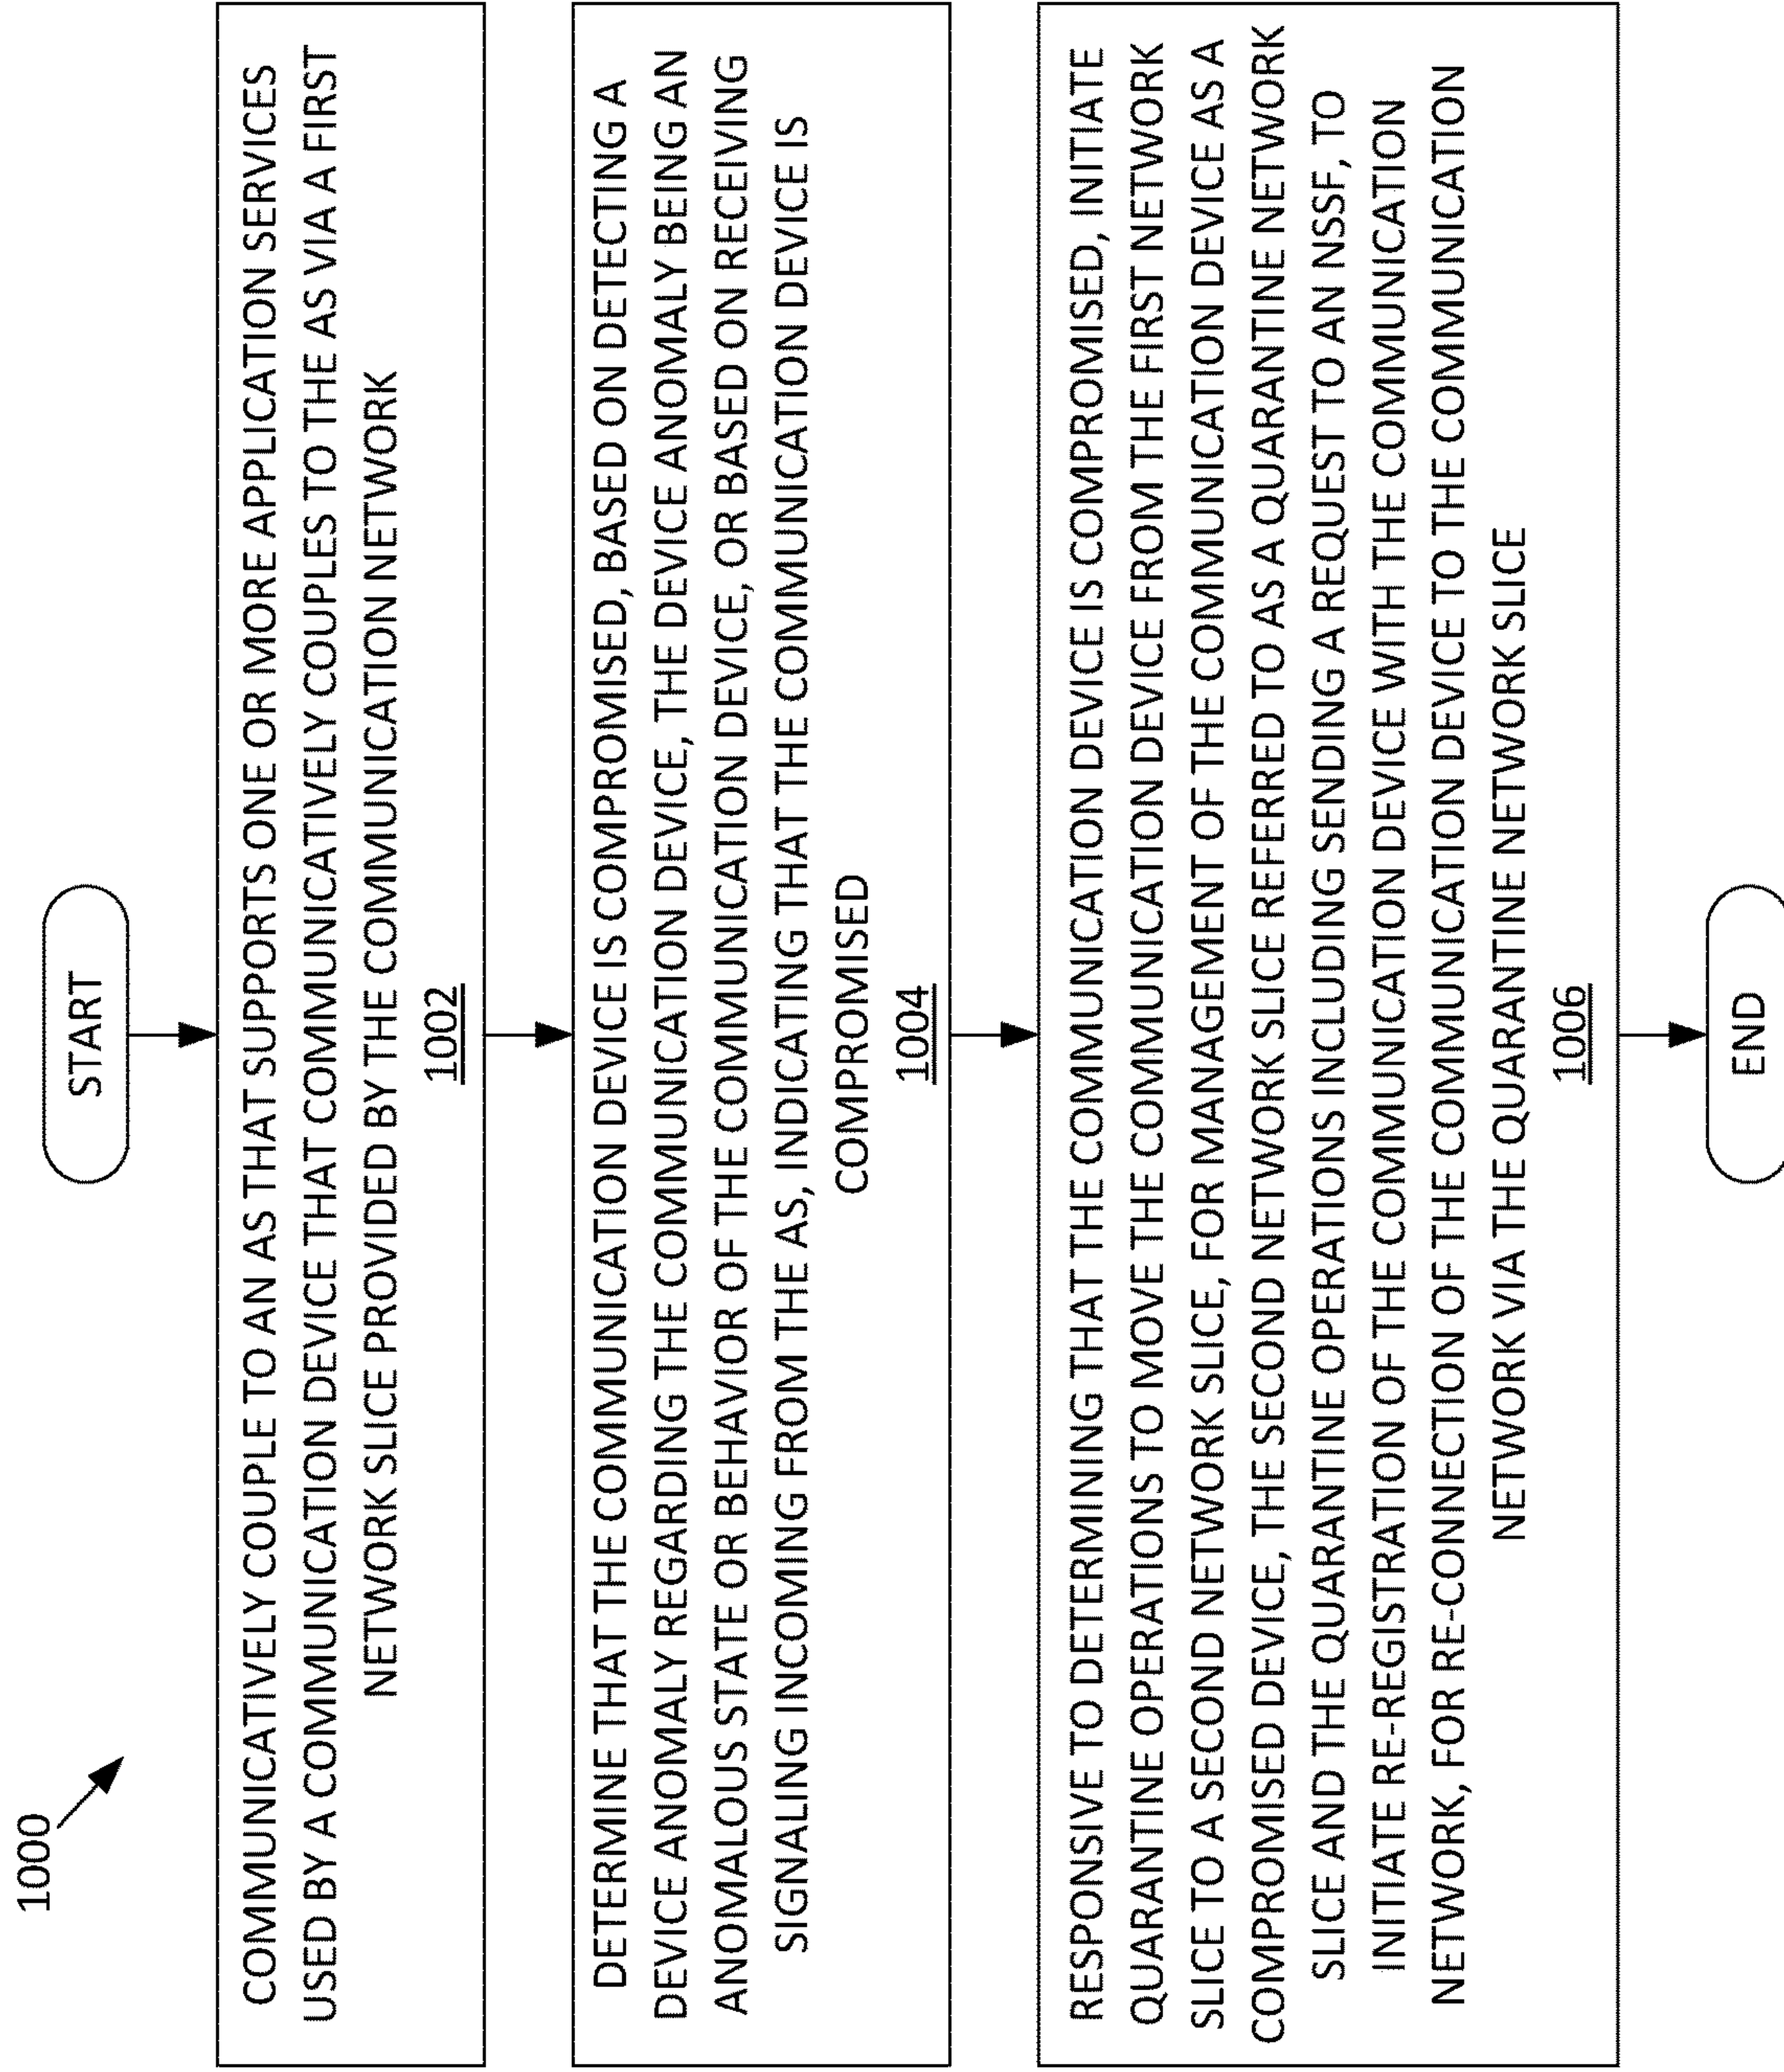 1000
START
COMMUNICATIVELY COUPLE TO AN AS THAT SUPPORTS ONE OR MORE APPLICATION SERVICES
USED BY A COMMUNICATION DEVICE THAT COMMUNICATIVELY COUPLES TO THE AS VIA A FIRST
NETWORK SLICE PROVIDED BY THE COMMUNICATION NETWORK
1002
DETERMINE THAT THE COMMUNICATION DEVICE IS COMPROMISED, BASED ON DETECTING A
DEVICE ANOMALY REGARDING THE COMMUNICATION DEVICE, THE DEVICE ANOMALY BEING AN
ANOMALOUS STATE OR BEHAVIOR OF THE COMMUNICATION DEVICE, OR BASED ON RECEIVING
SIGNALING INCOMING FROM THE AS, INDICATING THAT THE COMMUNICATION DEVICE IS
COMPROMISED
1004
RESPONSIVE TO DETERMINING THAT THE COMMUNICATION DEVICE IS COMPROMISED, INITIATE
QUARANTINE OPERATIONS TO MOVE THE COMMUNICATION DEVICE FROM THE FIRST NETWORK
SLICE TO A SECOND NETWORK SLICE, FOR MANAGEMENT OF THE COMMUNICATION DEVICE AS A
COMPROMISED DEVICE, THE SECOND NETWORK SLICE REFERRED TO AS A QUARANTINE NETWORK
SLICE AND THE QUARANTINE OPERATIONS INCLUDING SENDING A REQUEST TO AN NSSF, TO
INITIATE RE-REGISTRATION OF THE COMMUNICATION DEVICE WITH THE COMMUNICATION
NETWORK, FOR RE-CONNECTION OF THE COMMUNICATION DEVICE TO THE COMMUNICATION
NETWORK VIA THE QUARANTINE NETWORK SLICE
1006
END